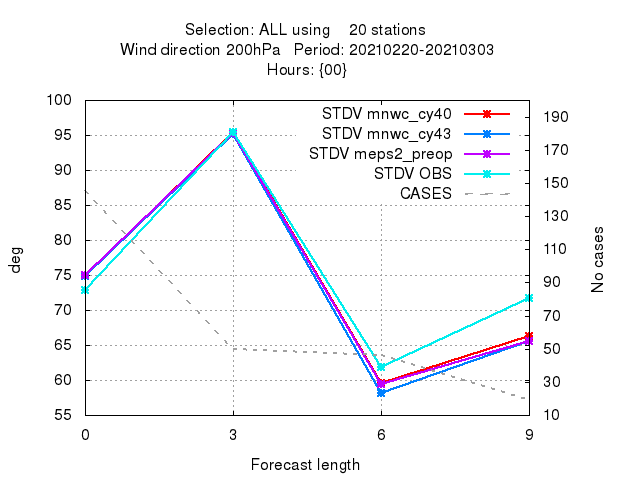 Selection: ALL using    20 stations
Wind direction 200hPa   Period: 20210220-20210303
Hours: {00}
STDV mnwc_cy40
STDV mnwc_cy43
STDV meps2_preop
STDV OBS
CASES
deg
100
95
90
85
80
75
70
65
60
55
190
170
150
130
110
90
70
50
30
10
No cases
0 3 6 9
Forecast length